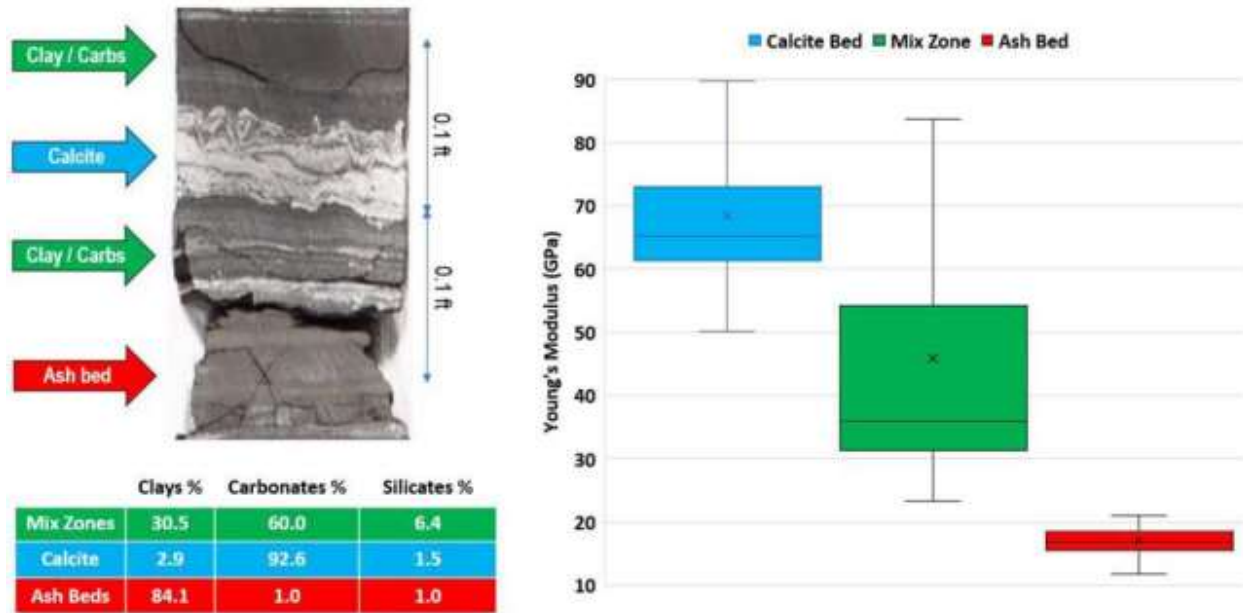 Clay / Carbs
Calcite
Clay / Carbs
Ash bed
0.1 ft
0.1 ft
Clays % Carbonates % Silicates %
Mix Zones 30.5 60.0 6.4
Calcite 2.9 92.6 1.5
Ash Beds 84.1 1.0 1.0
Calcite Bed Mix Zone Ash Bed
Young's Modulus (GPa)
90
80
70
60
50
40
30
20
10